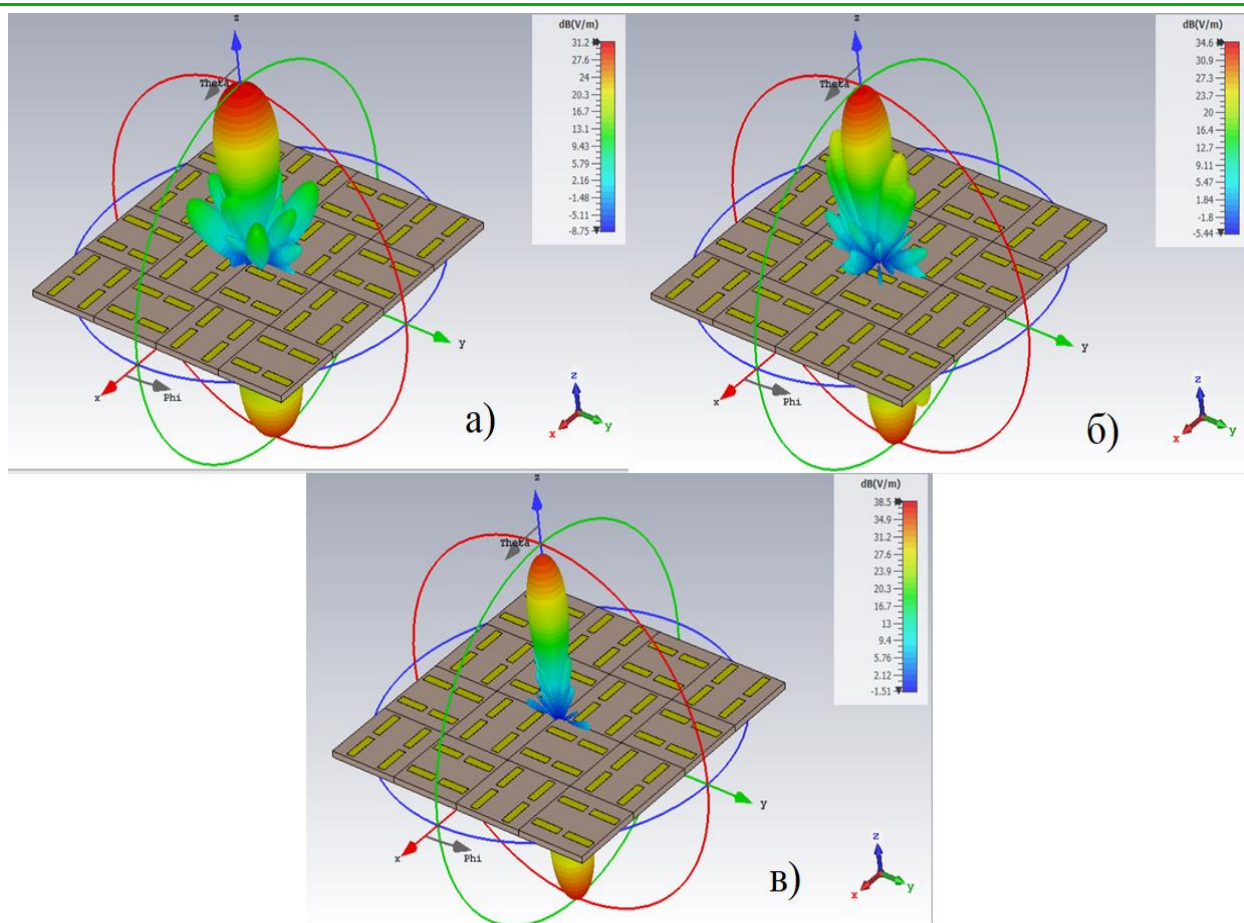 z
dB(V/m)
31.2
27.6
24
20.3
16.7
13.1
9.43
5.79
2.16
-1.48
-5.11
-8.75
Theta
y
x
Phi
z
x
y
а)
z
dB(V/m)
34.6
30.9
27.3
23.7
20
16.4
12.7
9.11
5.47
1.84
-1.8
-5.44
Theta
y
x
Phi
z
x
y
б)
z
dB(V/m)
38.5
34.9
31.2
27.6
23.9
20.3
16.7
13
9.4
5.76
2.12
-1.51
Theta
y
x
Phi
z
x
y
в)